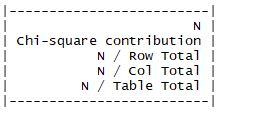 |-------------------------|
|                       N |
| Chi-square contribution |
|           N / Row Total |
|           N / Col Total |
|         N / Table Total |
|-------------------------|